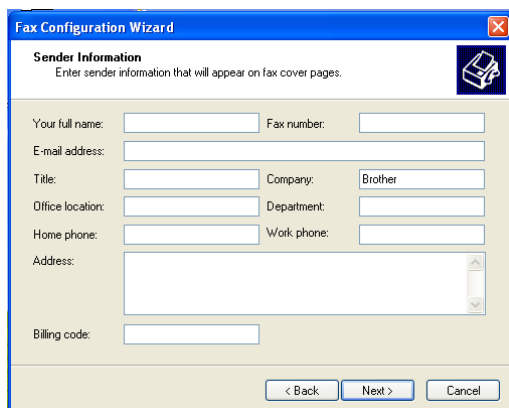 Fax Configuration Wizard
Sender Information
Enter sender information that will appear on fax cover pages.
Your full name: Fax number:
E-mail address:
Title: Company: Brother
Office location: Department:
Home phone: Work phone:
Address:
Billing code:
< Back Next > Cancel